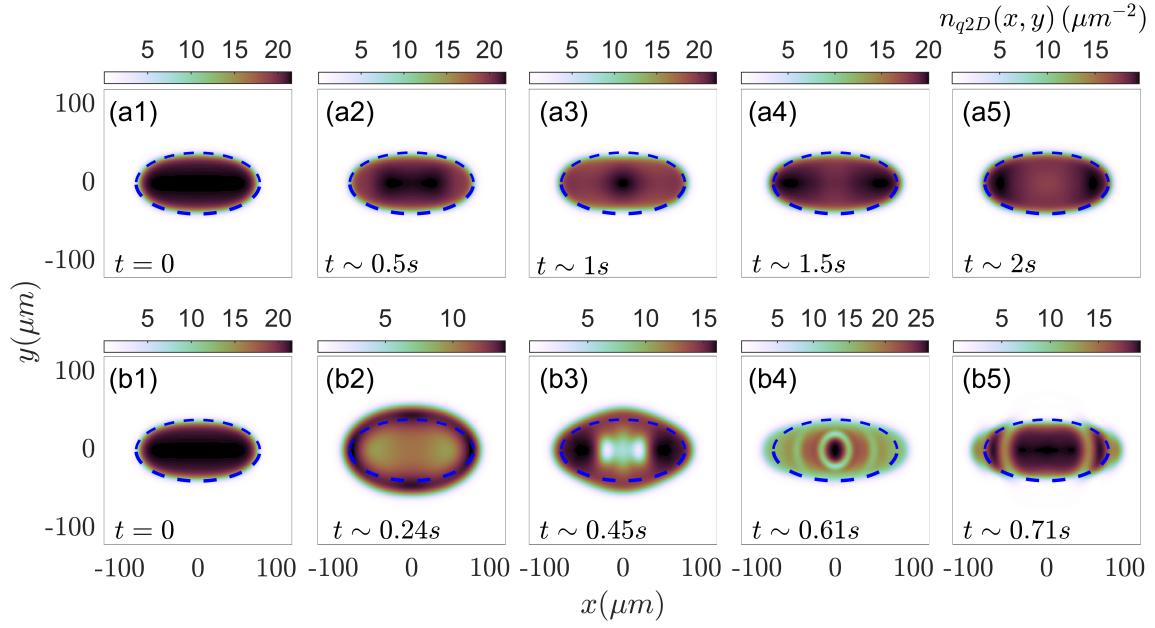 n_{q2D}(x, y) (μm^{-2})
5 10 15 20 5 10 15 20 5 10 15 20 5 10 15 20 5 10 15
100
(a1) (a2) (a3) (a4) (a5)
0
-100
t = 0 t ∼ 0.5s t ∼ 1s t ∼ 1.5s t ∼ 2s
y(μm)
5 10 15 20 5 10 5 10 15 5 10 15 20 25 5 10 15
100
(b1) (b2) (b3) (b4) (b5)
0
-100
t = 0 t ∼ 0.24s t ∼ 0.45s t ∼ 0.61s t ∼ 0.71s
-100 0 100 -100 0 100 -100 0 100 -100 0 100 -100 0 100
x(μm)